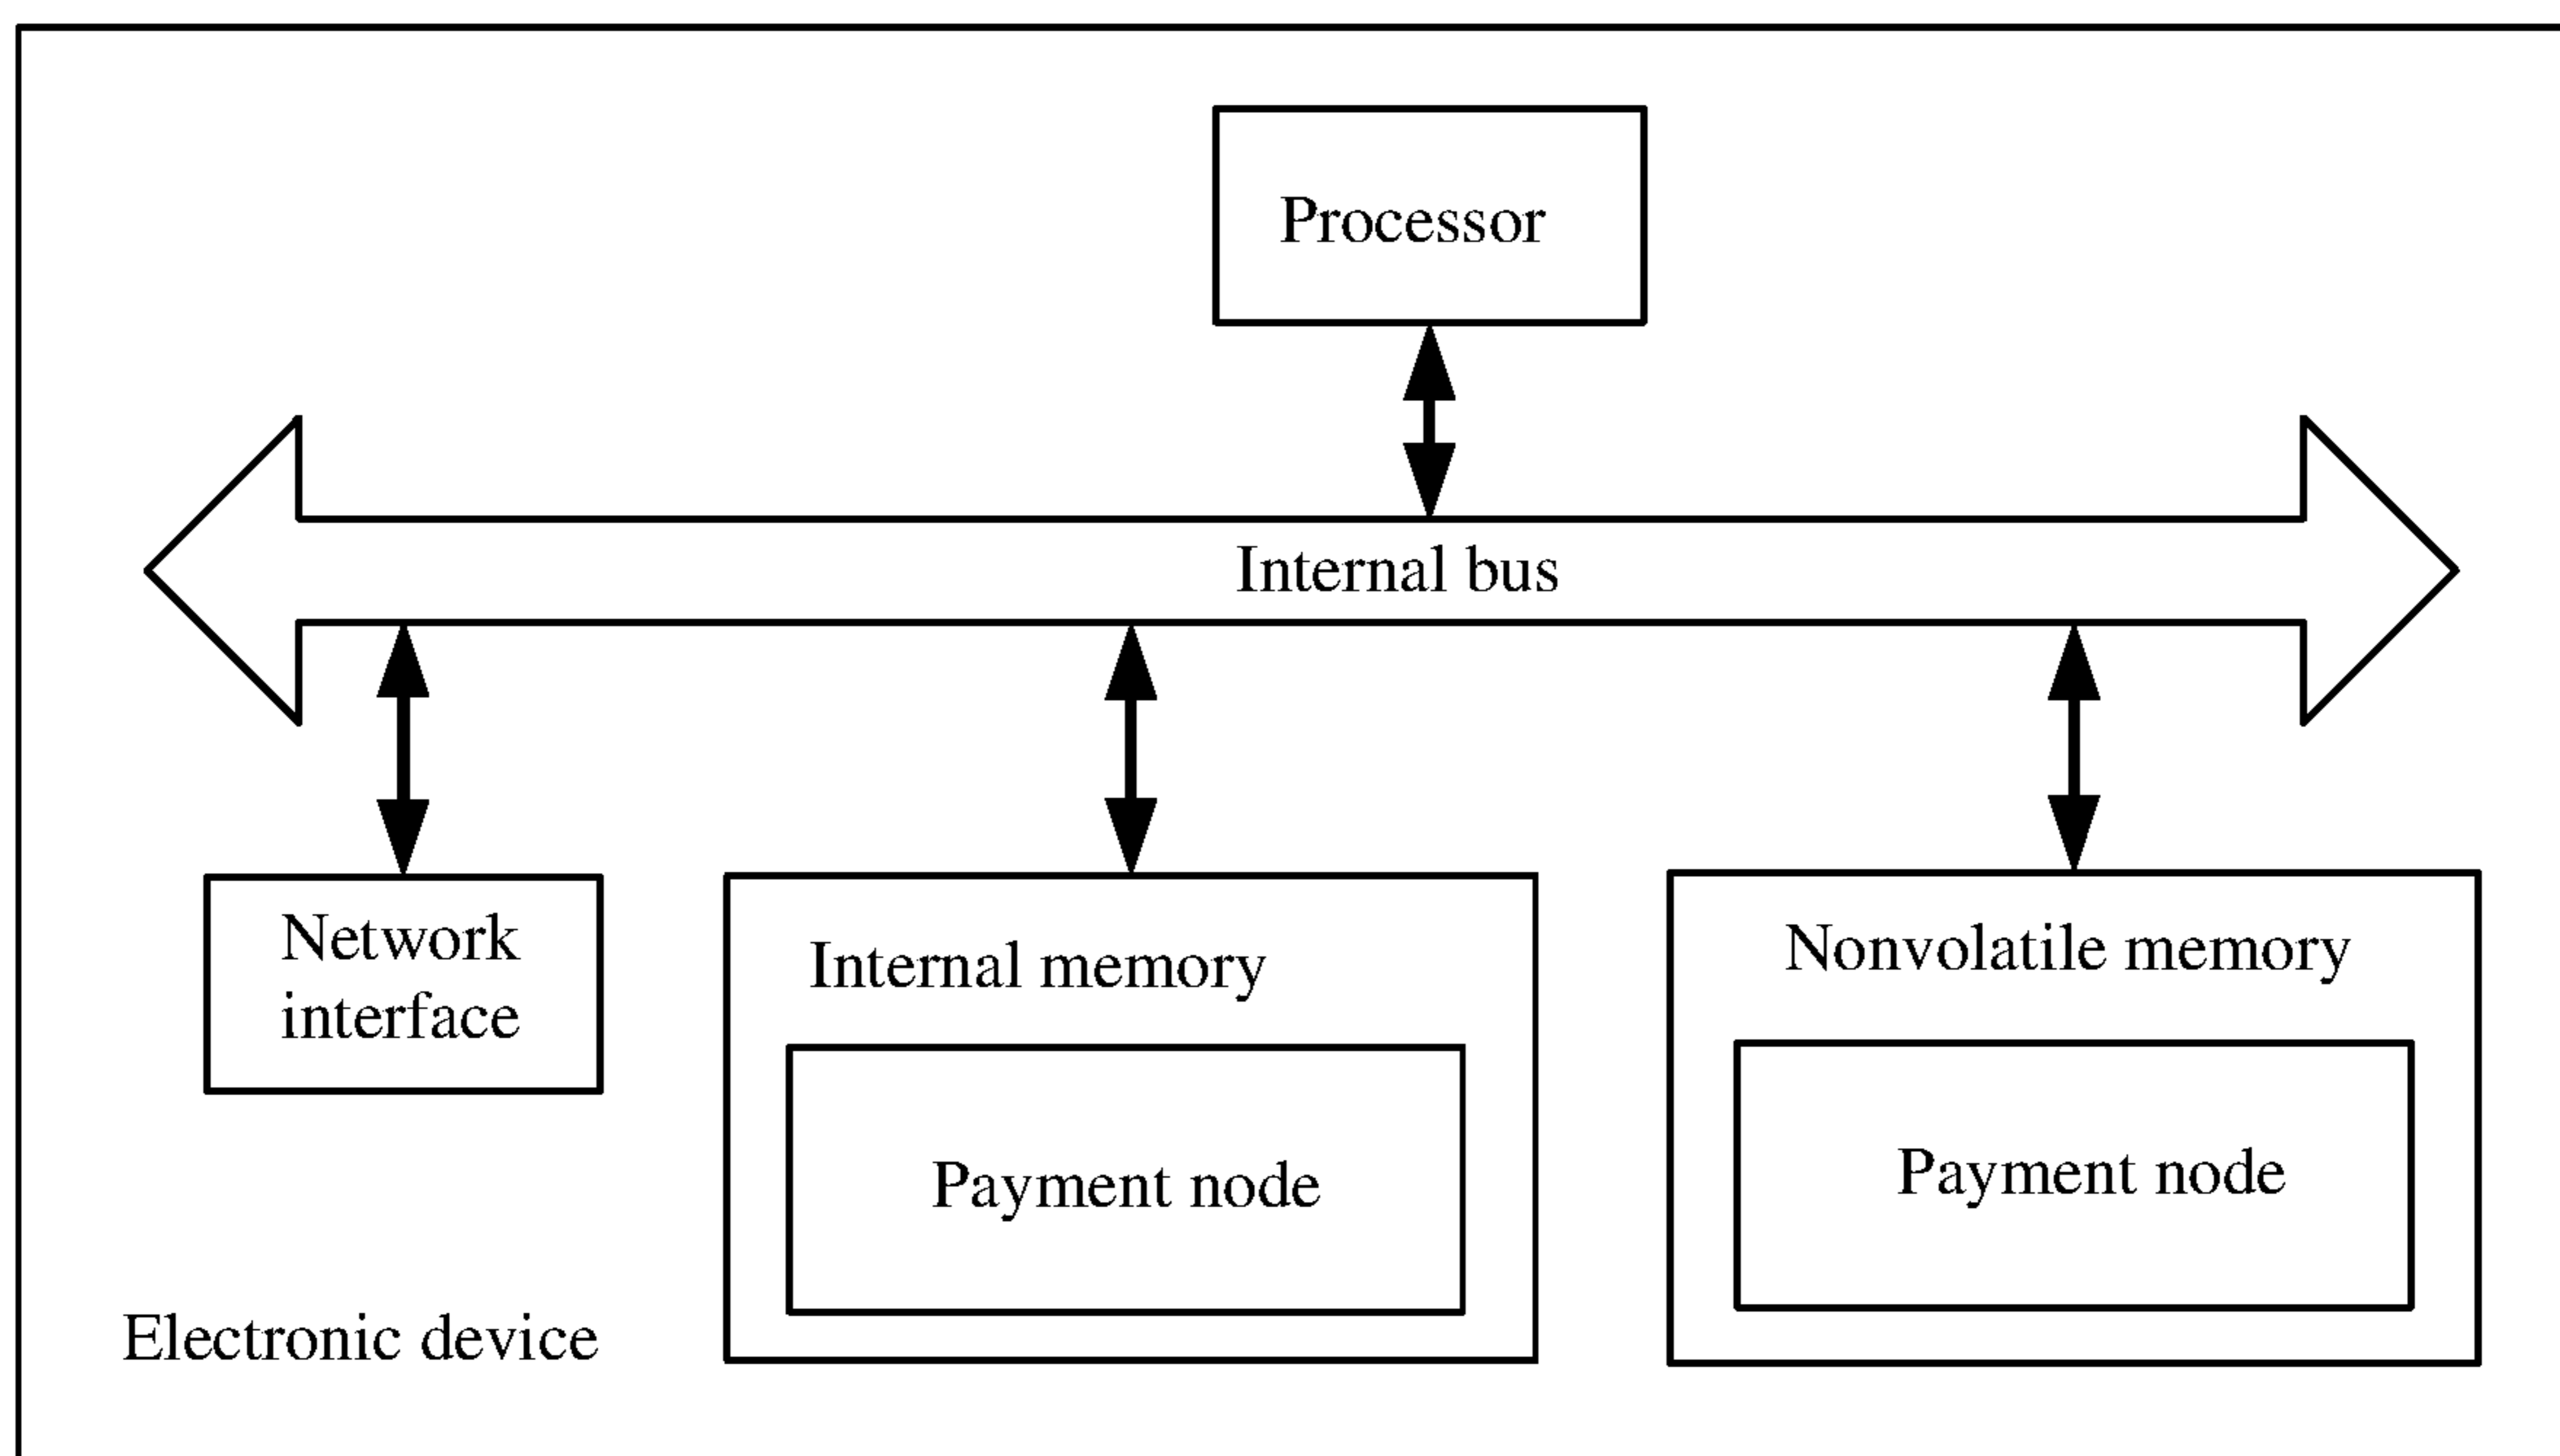 Processor
Internal bus
Network
interface
Internal memory
Payment node
Nonvolatile memory
Payment node
Electronic device